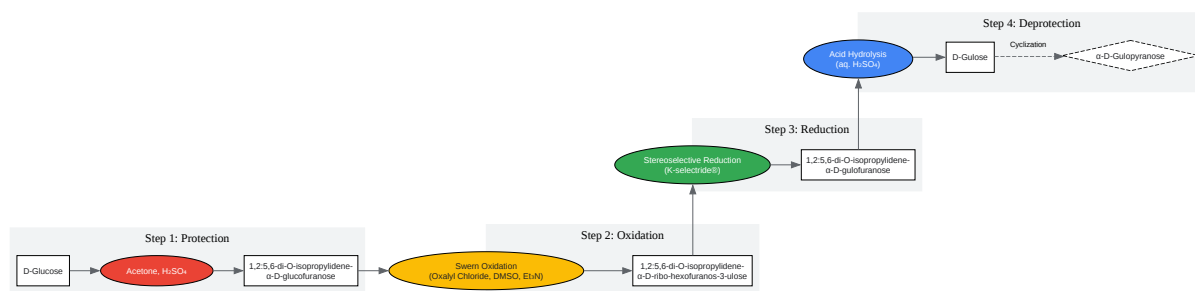 Step 1: Protection
D-Glucose
Acetone, H₂SO₄
1,2:5,6-di-O-isopropylidene-
α-D-glucofuranose
Step 2: Oxidation
Swern Oxidation
(Oxalyl Chloride, DMSO, Et₃N)
1,2:5,6-di-O-isopropylidene-
α-D-ribo-hexofuranos-3-ulose
Step 3: Reduction
Stereoselective Reduction
(K-selectride®)
1,2:5,6-di-O-isopropylidene-
α-D-gulofuranose
Step 4: Deprotection
Acid Hydrolysis
(aq. H₂SO₄)
D-Gulose
Cyclization
α-D-Gulopyranose